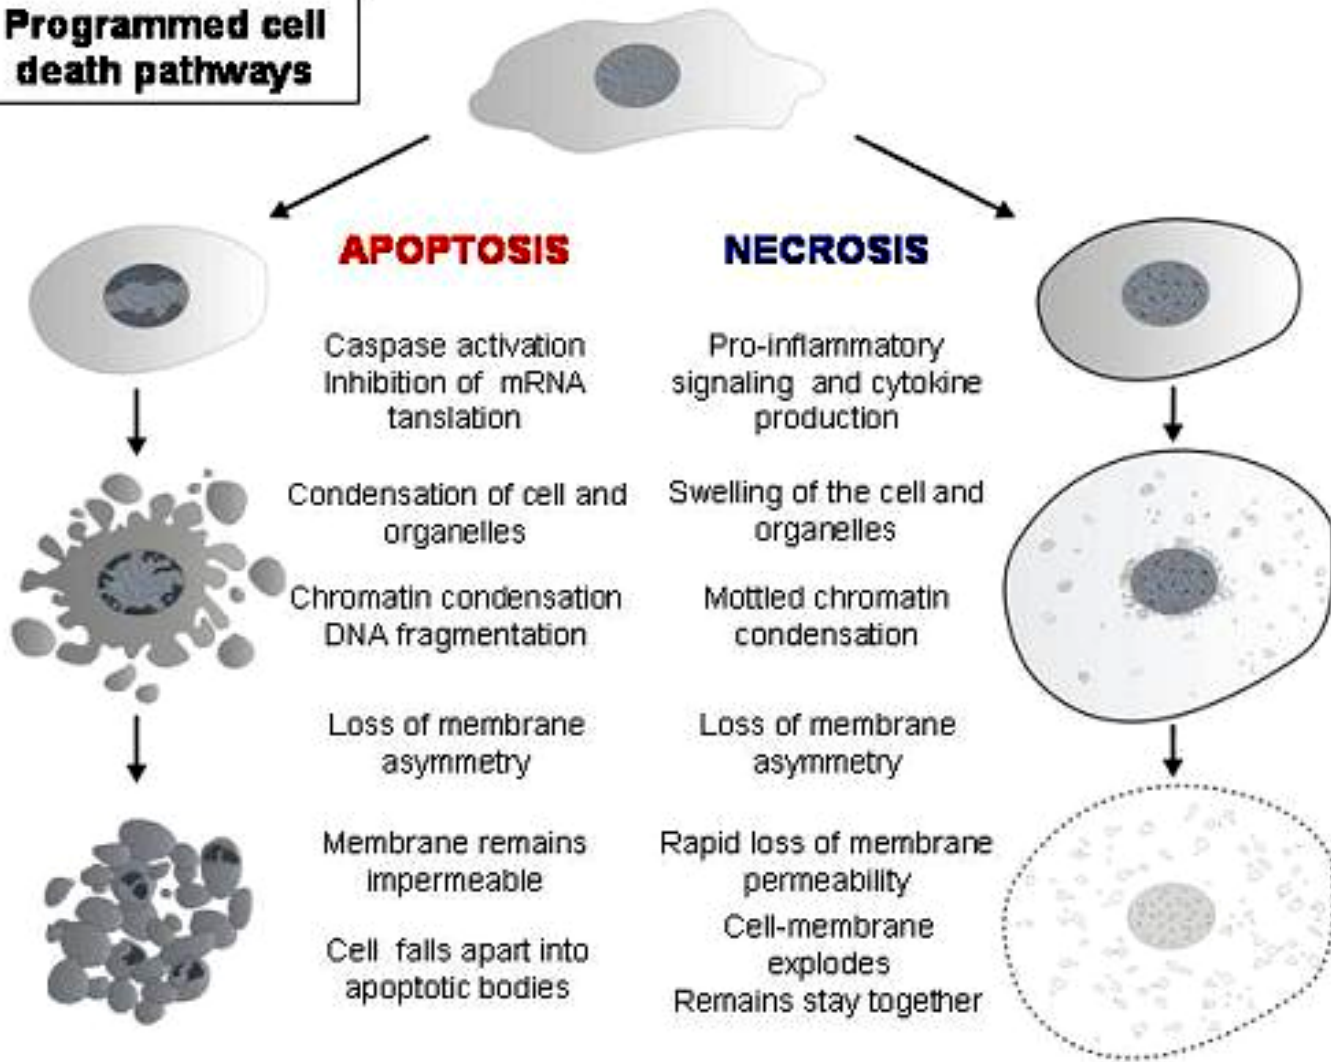 Programmed cell
death pathways
APOPTOSIS
Caspase activation
Inhibition of mRNA
tanslation
Condensation of cell and
organelles
Chromatin condensation
DNA fragmentation
Loss of membrane
asymmetry
Membrane remains
impermeable
Cell falls apart into
apoptotic bodies
NECROSIS
Pro-inflammatory
signaling and cytokine
production
Swelling of the cell and
organelles
Mottled chromatin
condensation
Loss of membrane
asymmetry
Rapid loss of membrane
permeability
Cell-membrane
explodes
Remains stay together